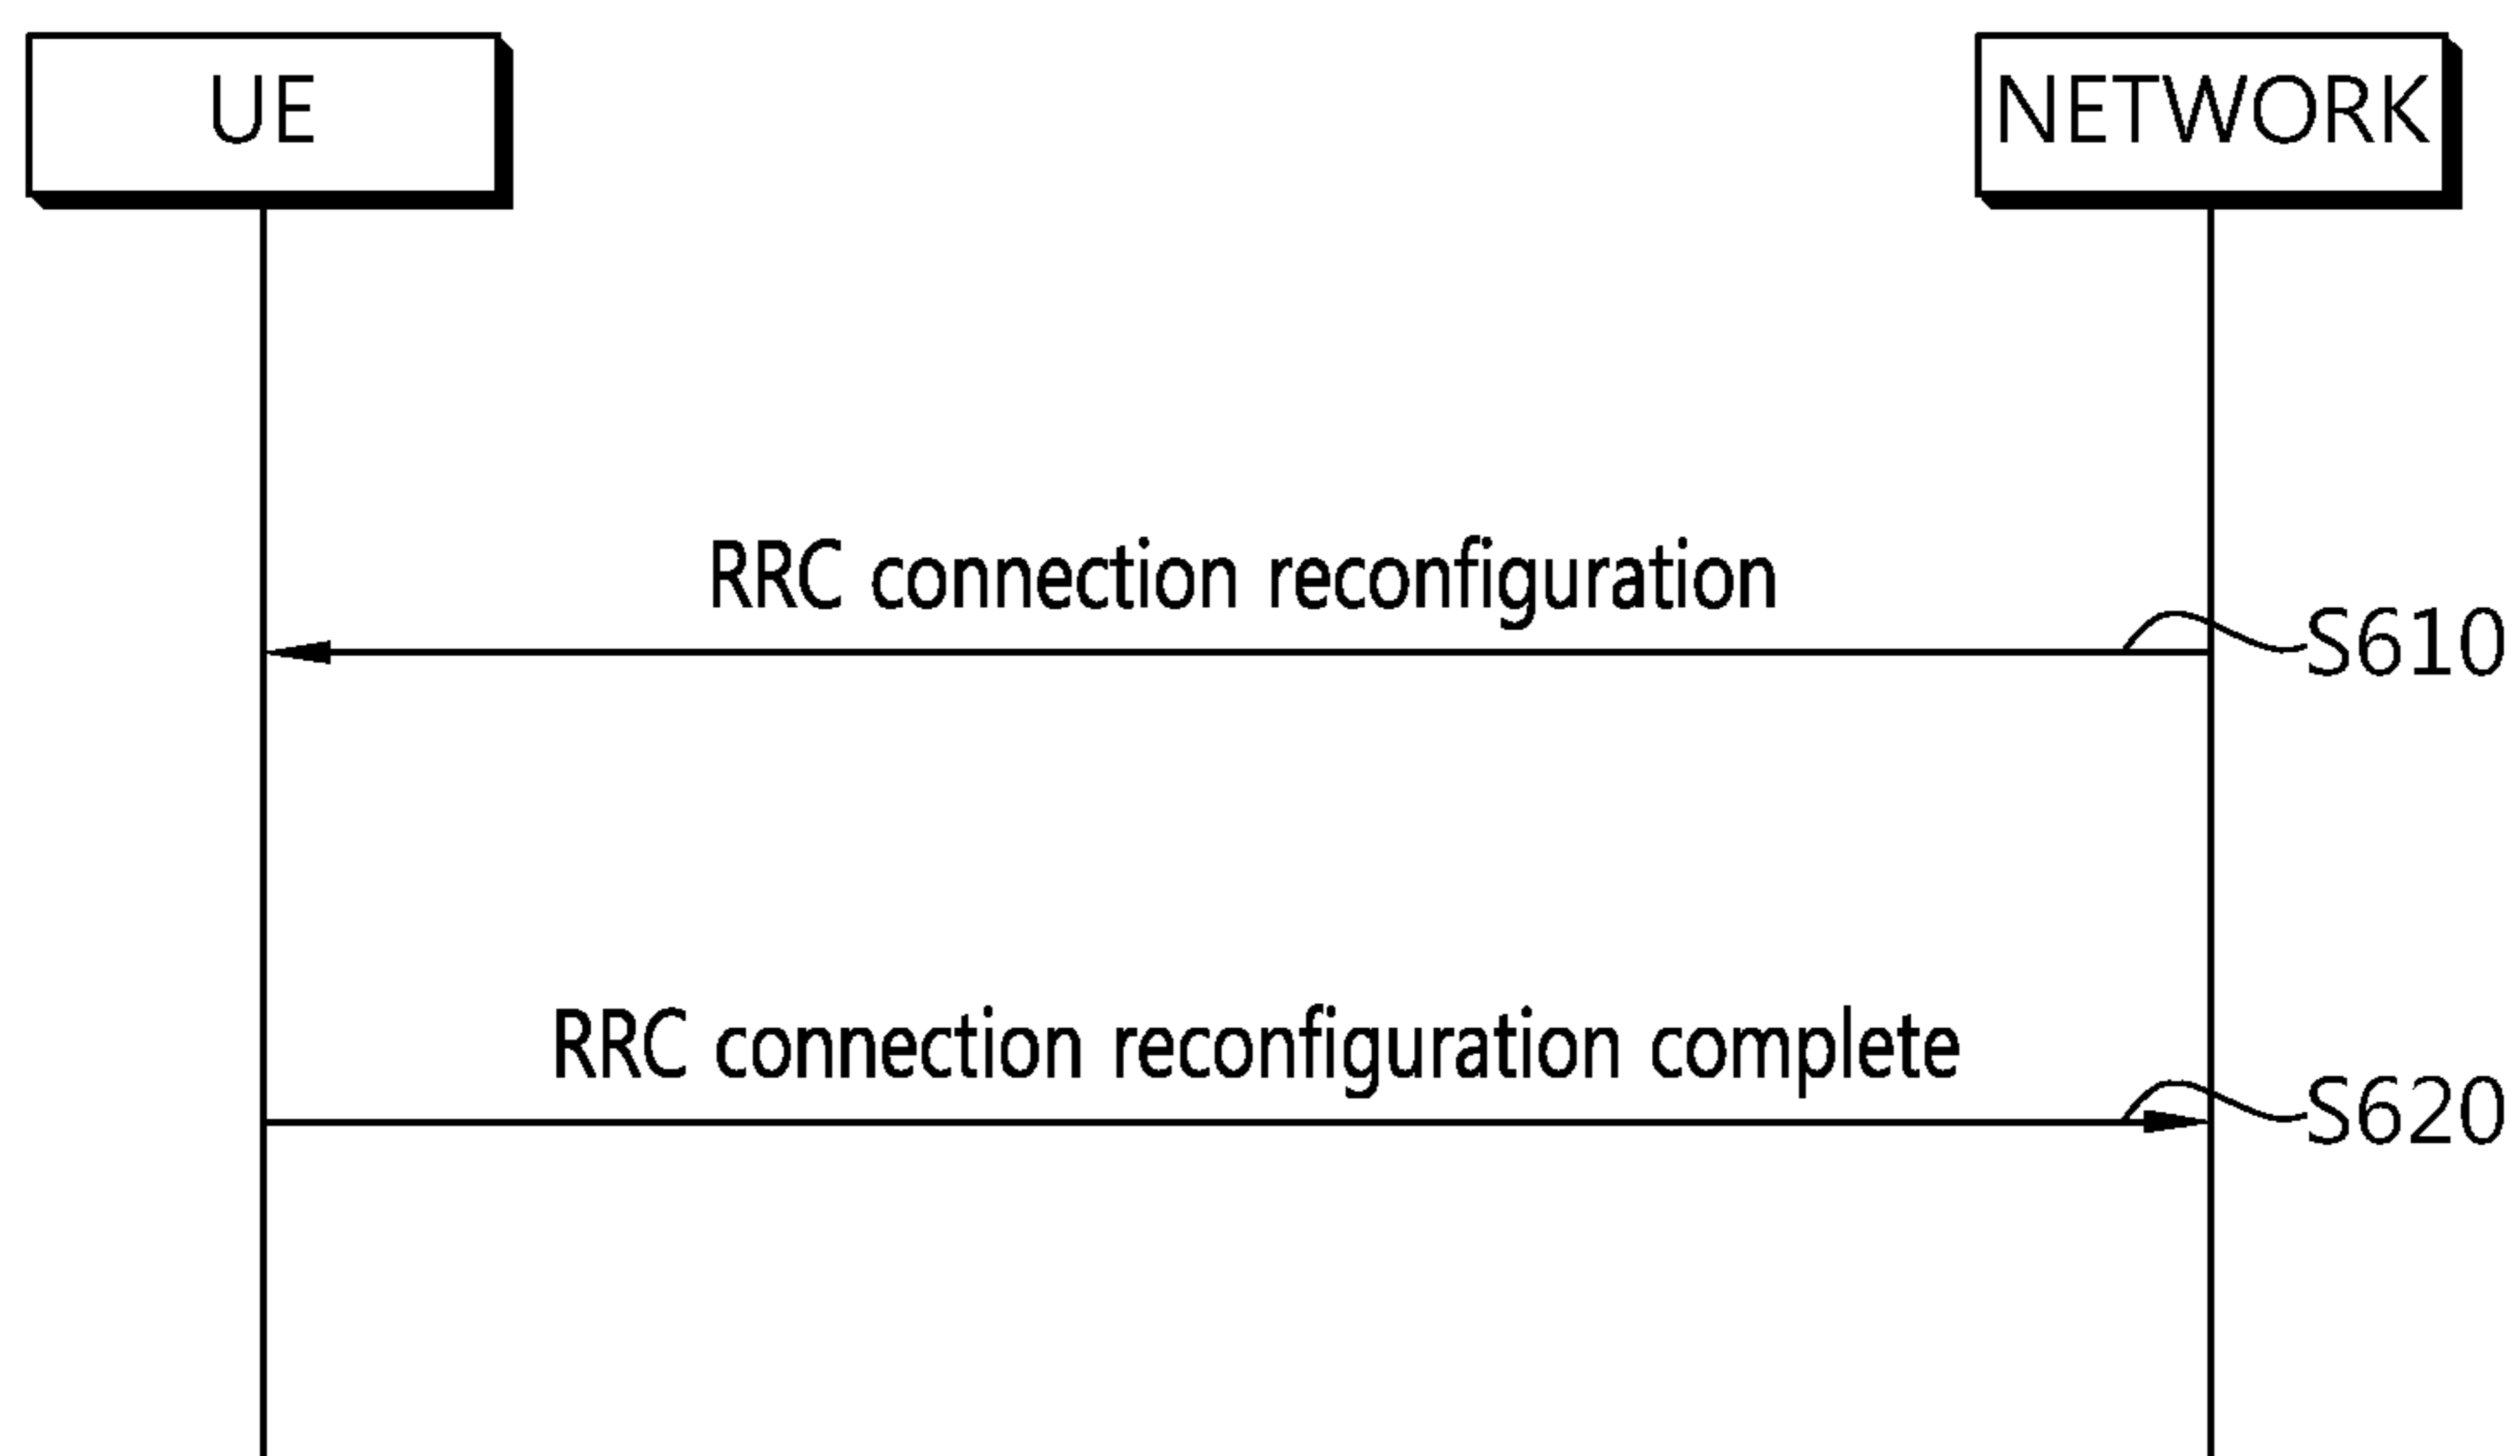 UE
NETWORK
RRC connection reconfiguration
S610
RRC connection reconfiguration complete
S620